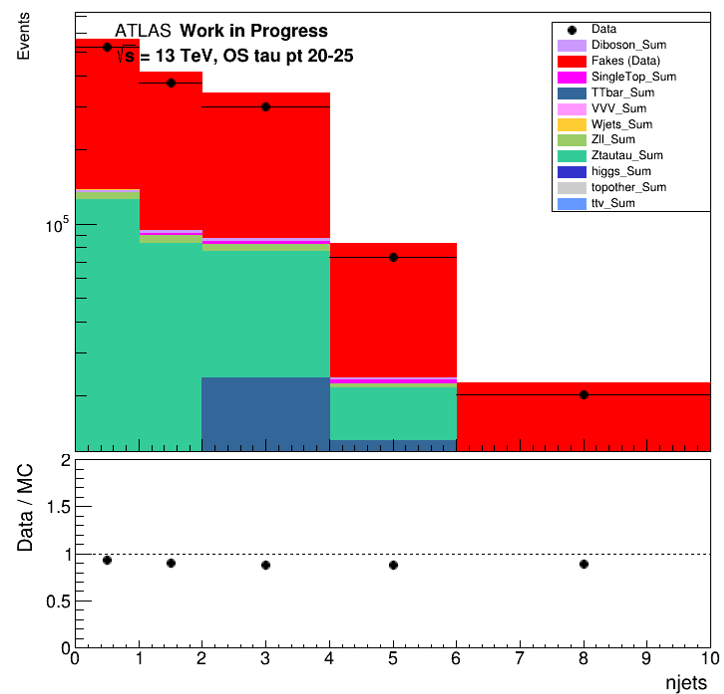 Events
ATLAS Work in Progress
√s = 13 TeV, OS tau pt 20-25
Data
Diboson_Sum
Fakes (Data)
SingleTop_Sum
TTbar_Sum
VVV_Sum
Wjets_Sum
Zll_Sum
Ztautau_Sum
higgs_Sum
topother_Sum
ttv_Sum
10⁵
Data / MC
2
1.5
1
0.5
0
0 1 2 3 4 5 6 7 8 9 10
njets